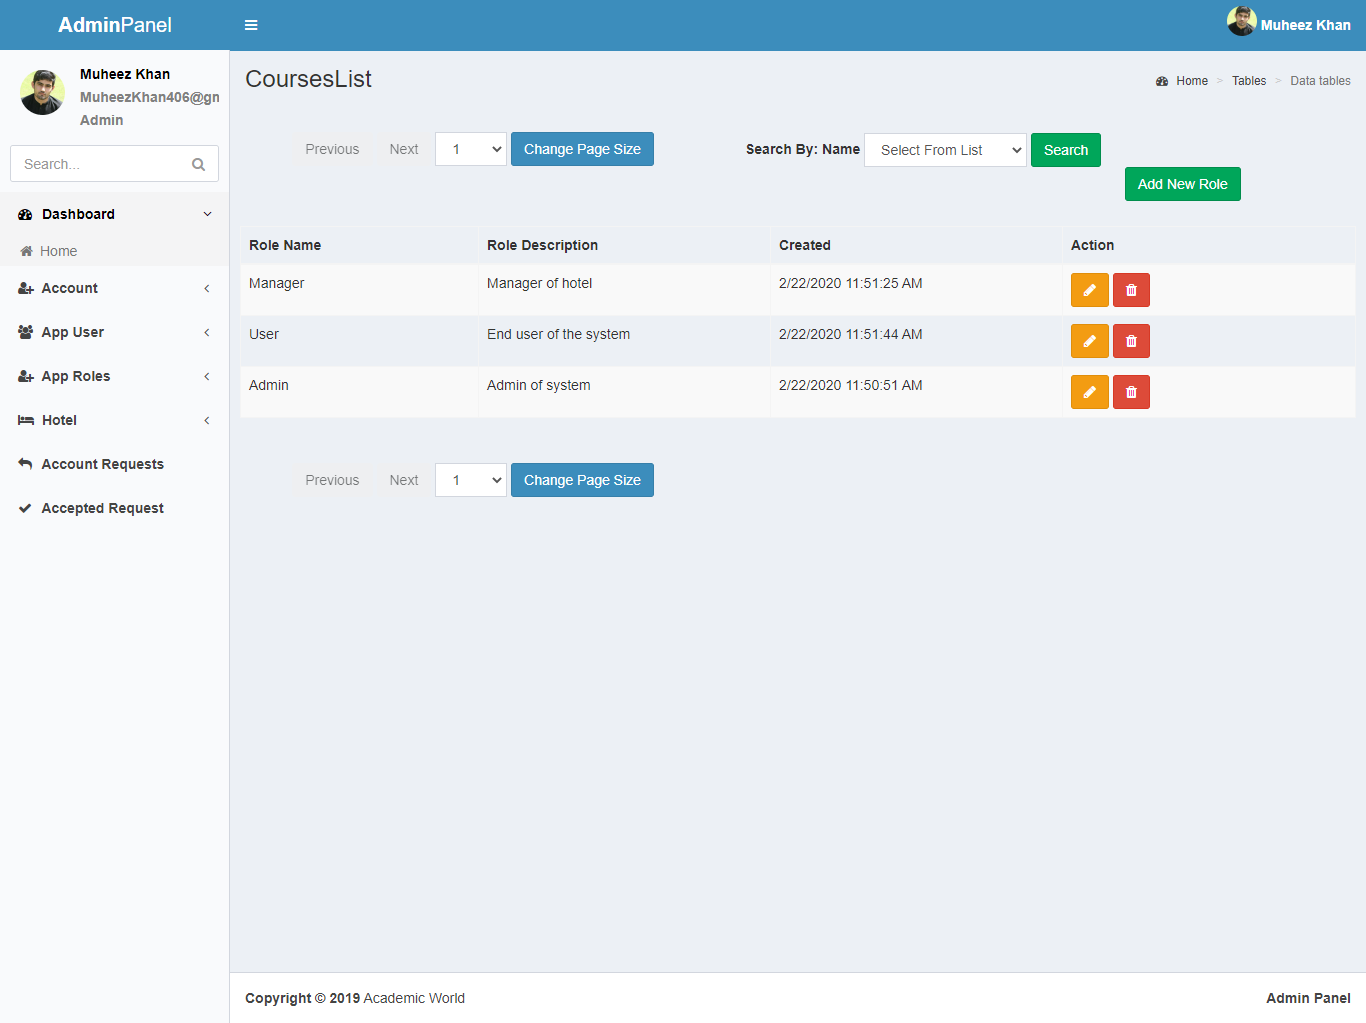 AdminPanel
Muheez Khan
Muheez Khan
MuheezKhan406@gn
Admin
Search...
Dashboard
Home
Account
App User
App Roles
Hotel
Account Requests
Accepted Request
CoursesList
Home > Tables > Data tables
Previous Next 1 Change Page Size
Search By: Name Select From List Search
Add New Role
Role Name Role Description Created Action
Manager Manager of hotel 2/22/2020 11:51:25 AM
User End user of the system 2/22/2020 11:51:44 AM
Admin Admin of system 2/22/2020 11:50:51 AM
Previous Next 1 Change Page Size
Copyright © 2019 Academic World
Admin Panel